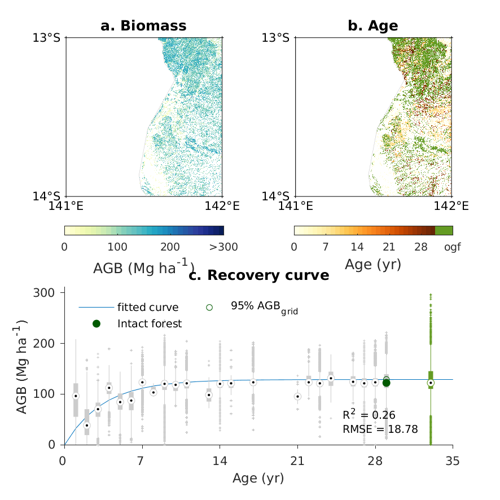 a. Biomass
13°S
14°S
141°E
142°E
0
100
200
>300
AGB (Mg ha⁻¹)
b. Age
13°S
14°S
141°E
142°E
0
7
14
21
28
ogf
Age (yr)
c. Recovery curve
300
200
100
0
AGB (Mg ha⁻¹)
fitted curve
Intact forest
95% AGB_grid
R² = 0.26
RMSE = 18.78
0
7
14
21
28
35
Age (yr)